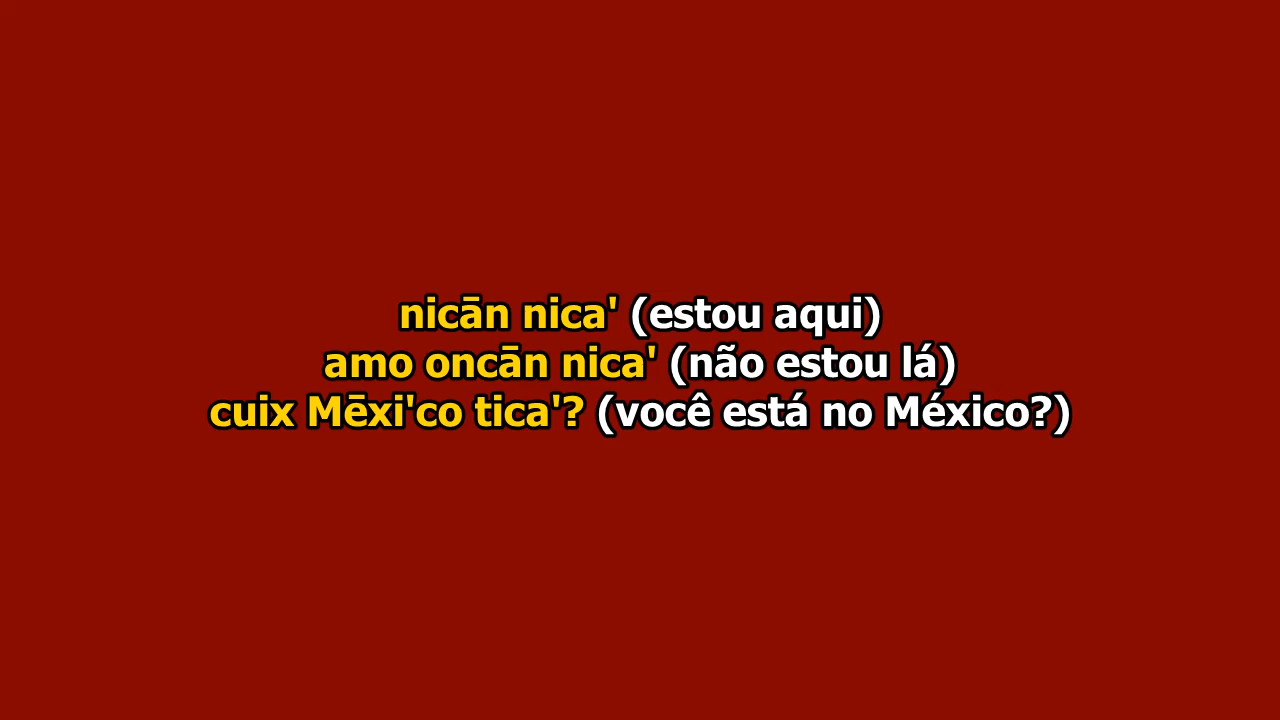 nicān nica' (estou aqui)
amo oncān nica' (não estou lá)
cuix Mēxi'co tica'? (você está no México?)